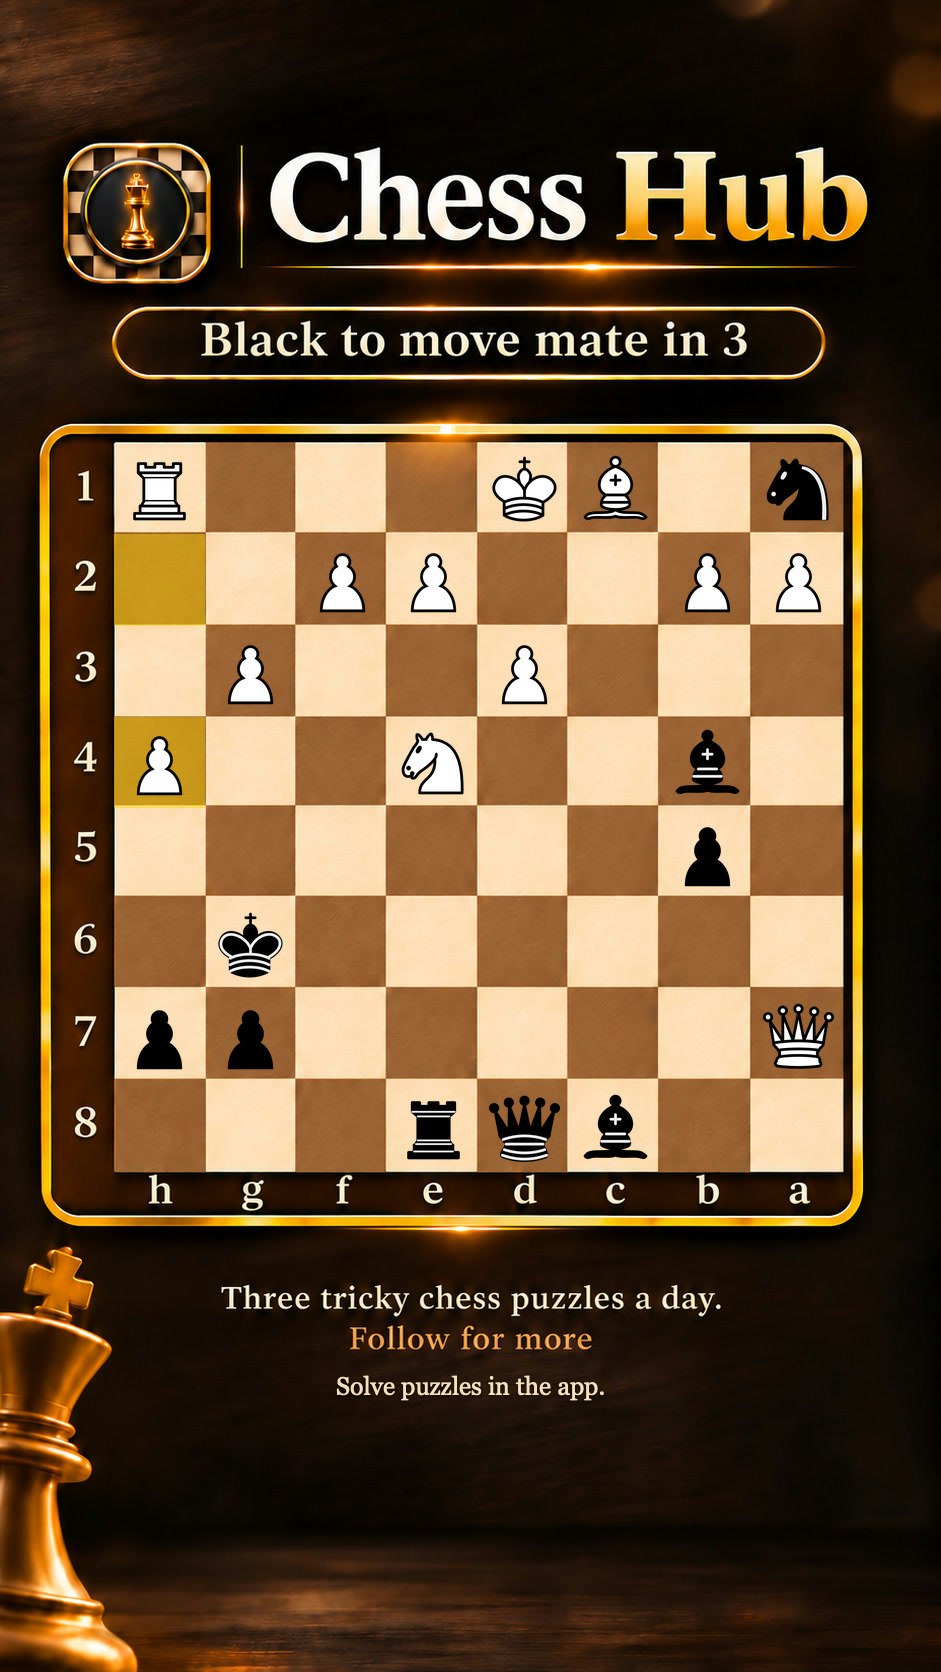 Chess Hub
Black to move mate in 3
1
2
3
4
5
6
7
8
h g f e d c b a
Three tricky chess puzzles a day.
Follow for more
Solve puzzles in the app.